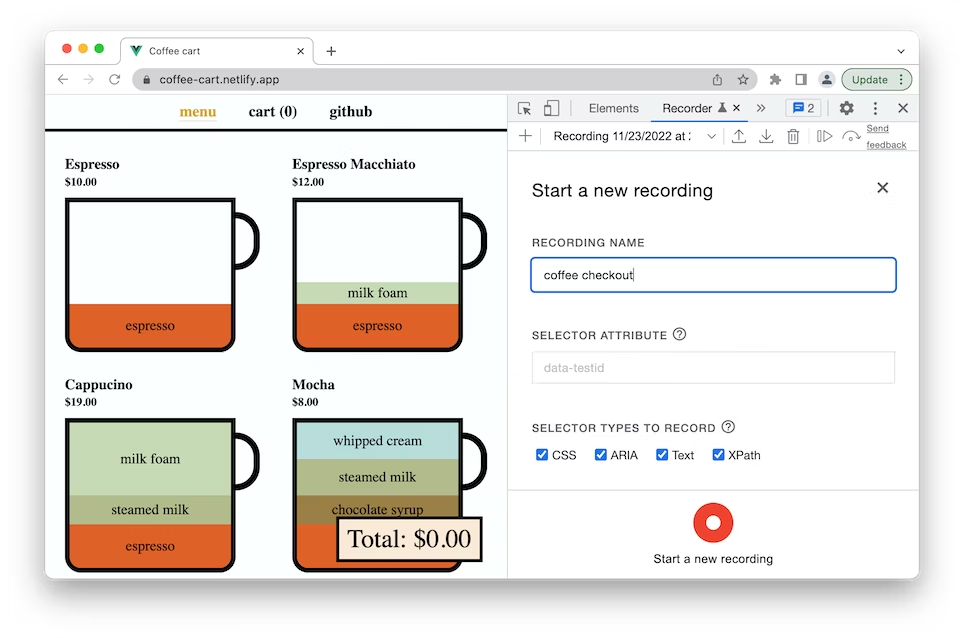 Coffee cart
coffee-cart.netlify.app
Update
menu cart (0) github
Espresso
$10.00
espresso
Espresso Macchiato
$12.00
milk foam
espresso
Cappucino
$19.00
milk foam
steamed milk
espresso
Mocha
$8.00
whipped cream
steamed milk
chocolate syrup
Total: $0.00
Elements Recorder 2
Recording 11/23/2022 at
Send
feedback
Start a new recording
RECORDING NAME
coffee checkout
SELECTOR ATTRIBUTE
data-testid
SELECTOR TYPES TO RECORD
CSS ARIA Text XPath
Start a new recording